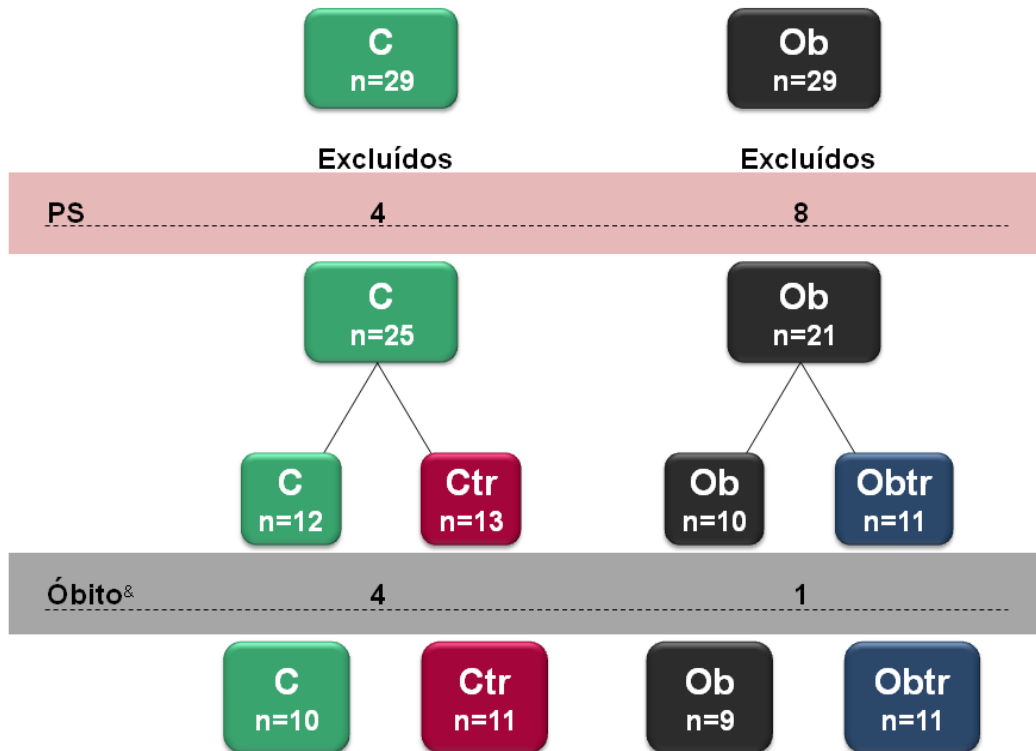 C
n=29
Ob
n=29
Excluídos
Excluídos
PS 4 8
C
n=25
Ob
n=21
C
n=12
Ctr
n=13
Ob
n=10
Obtr
n=11
Óbito& 4 1
C
n=10
Ctr
n=11
Ob
n=9
Obtr
n=11